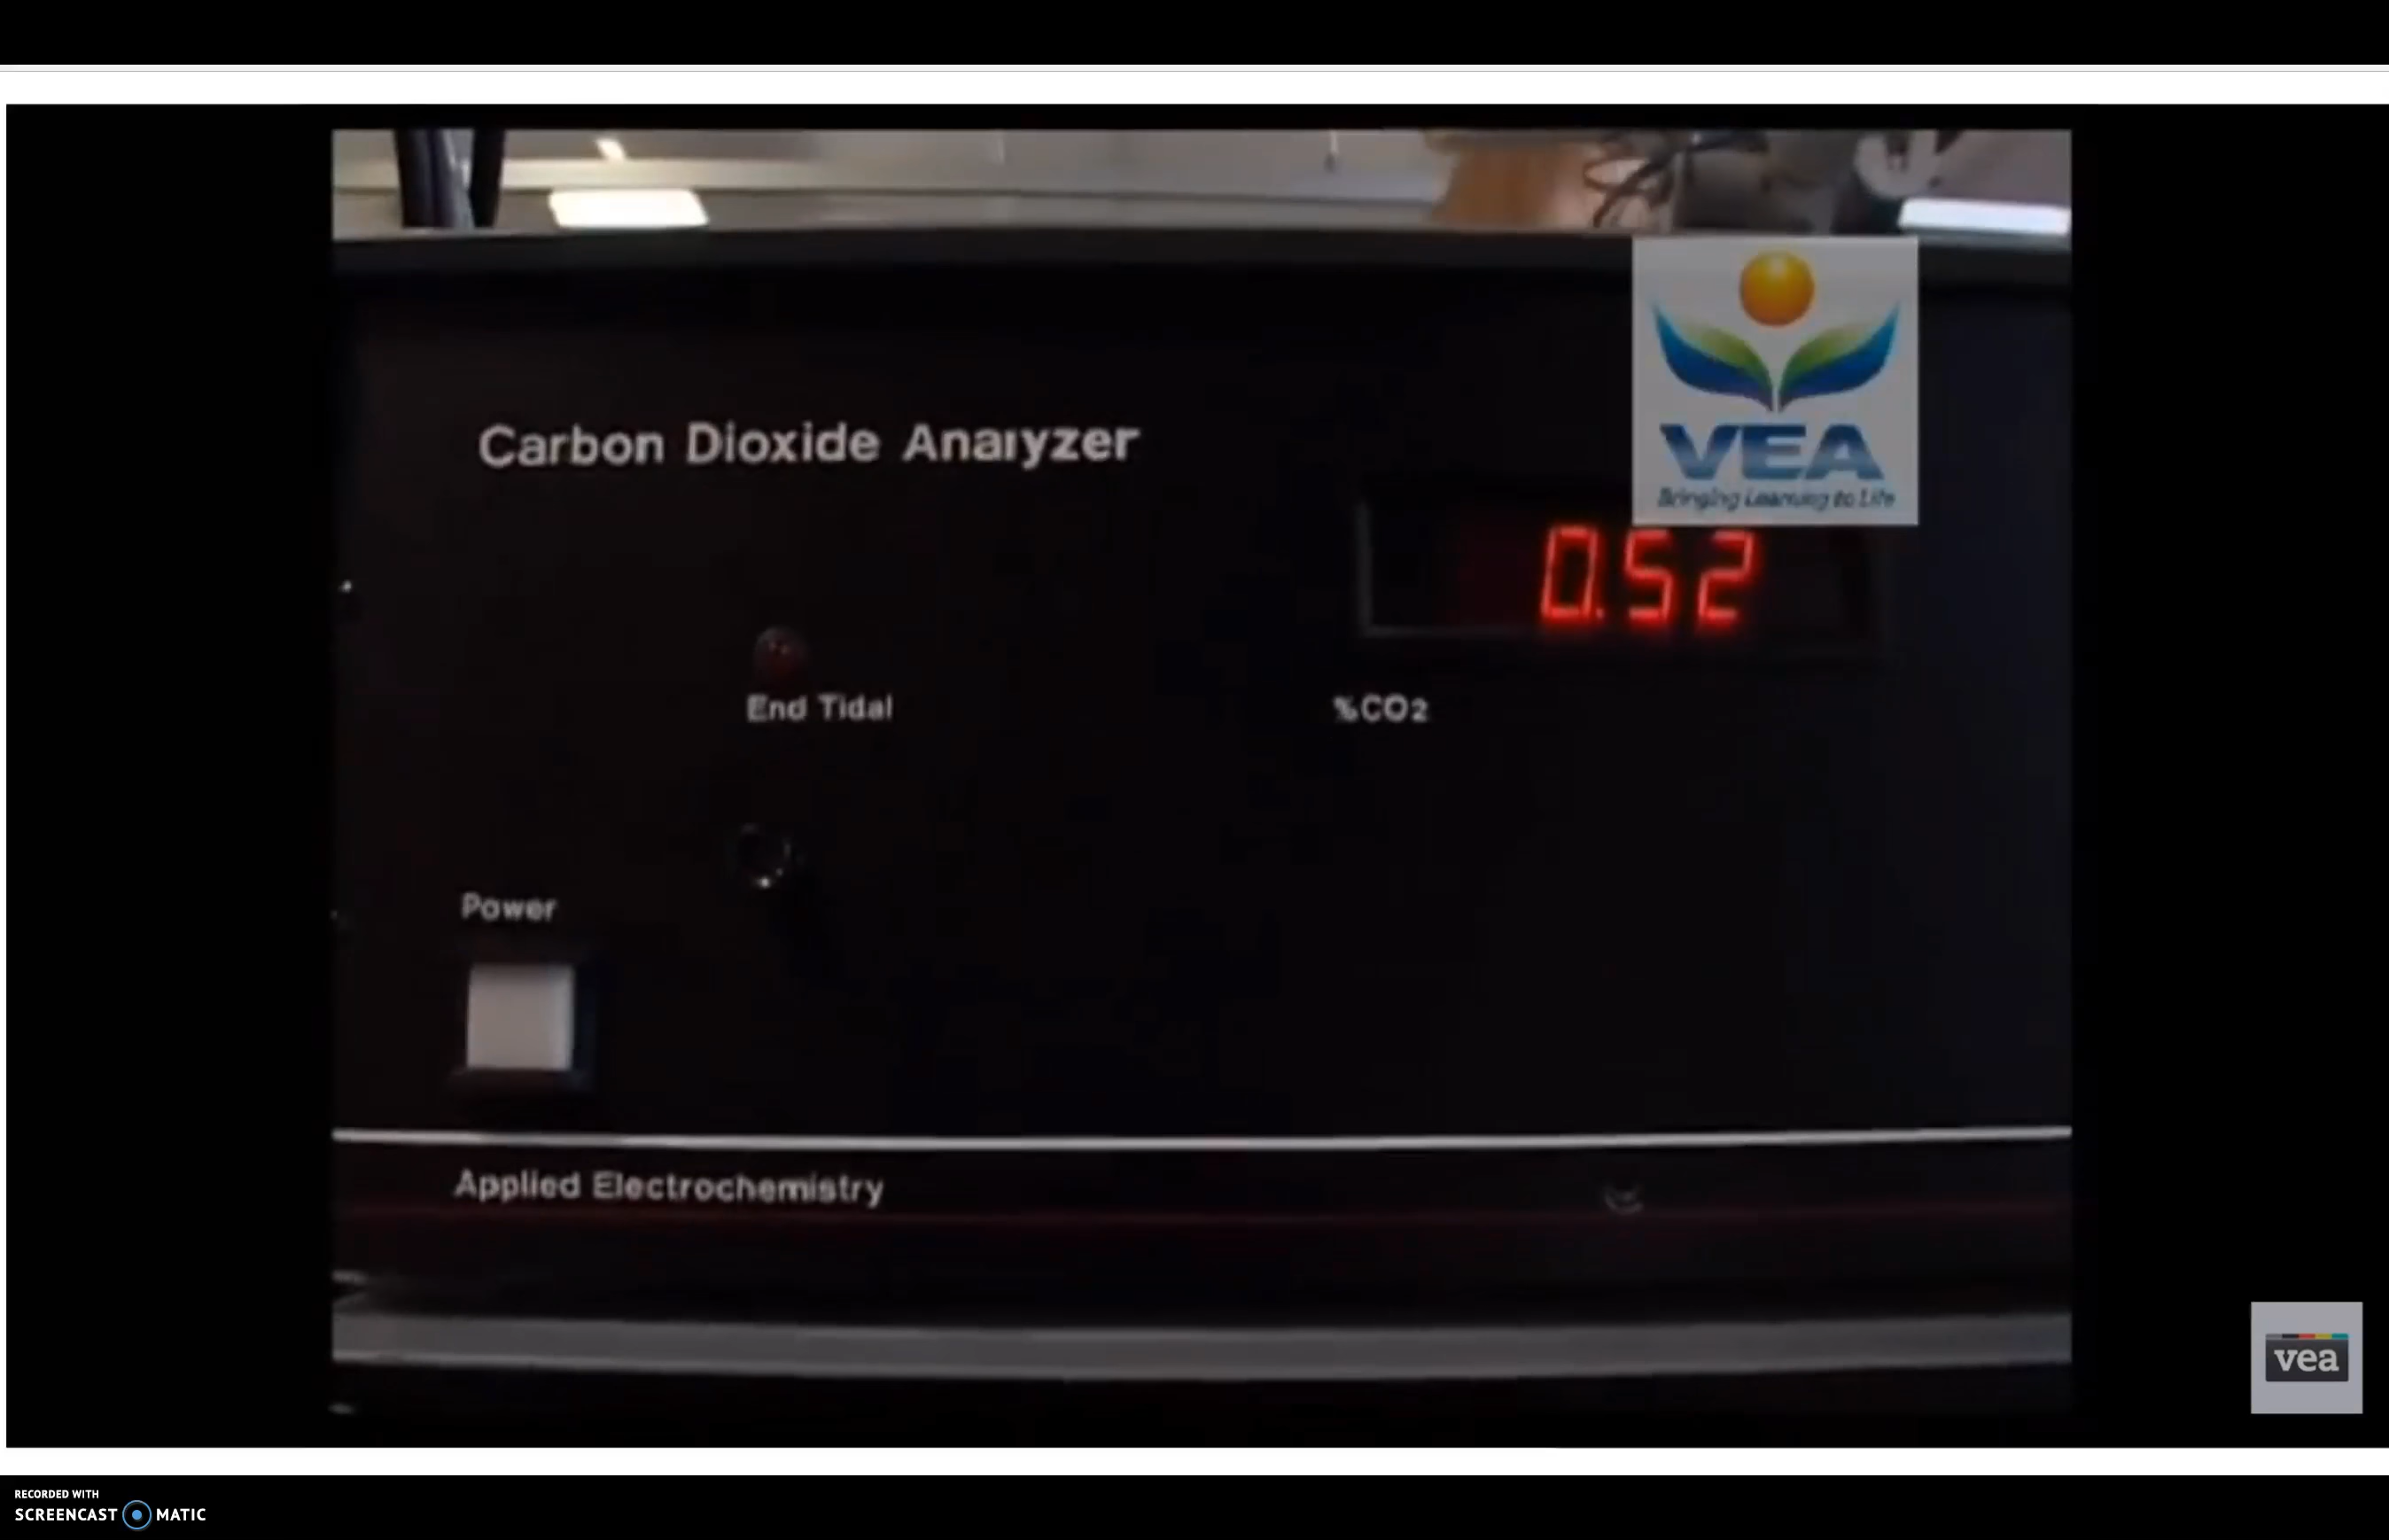 Carbon Dioxide Analyzer
VEA
Bringing Learning to Life
0.52
End Tidal
%CO2
Power
Applied Electrochemistry
vea
RECORDED WITH
SCREENCAST MATIC